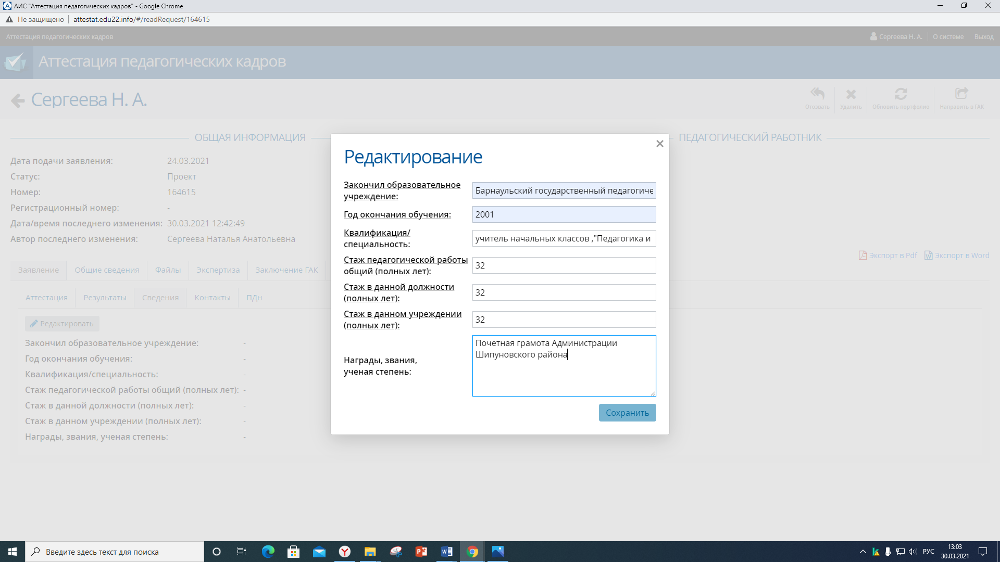 АИС "Аттестация педагогических кадров" - Google Chrome
Не защищено
attestat.edu22.info/#/readRequest/164615
Аттестация педагогических кадров
Сергеева Н. А.
О системе
Выход
Аттестация педагогических кадров
Сергеева Н. А.
Отозвать
Удалить
Обновить портфолио
Направить в ГАК
ОБЩАЯ ИНФОРМАЦИЯ
ПЕДАГОГИЧЕСКИЙ РАБОТНИК
Дата подачи заявления: 24.03.2021
Статус: Проект
Номер: 164615
Регистрационный номер: -
Дата/время последнего изменения: 30.03.2021 12:42:49
Автор последнего изменения: Сергеева Наталья Анатольевна
Экспорт в Pdf
Экспорт в Word
Заявление
Общие сведения
Файлы
Экспертиза
Заключение ГАК
Аттестация
Результаты
Сведения
Контакты
ПДн
Редактировать
Закончил образовательное учреждение: -
Год окончания обучения: -
Квалификация/специальность: -
Стаж педагогической работы общий (полных лет): -
Стаж в данной должности (полных лет): -
Стаж в данном учреждении (полных лет): -
Награды, звания, ученая степень: -
Редактирование
Закончил образовательное
учреждение:
Барнаульский государственный педагогиче
Год окончания обучения:
2001
Квалификация/
специальность:
учитель начальных классов ,"Педагогика и
Стаж педагогической работы
общий (полных лет):
32
Стаж в данной должности
(полных лет):
32
Стаж в данном учреждении
(полных лет):
32
Награды, звания,
ученая степень:
Почетная грамота Администрации
Шипуновского района
Сохранить
Введите здесь текст для поиска
РУС
13:03
30.03.2021